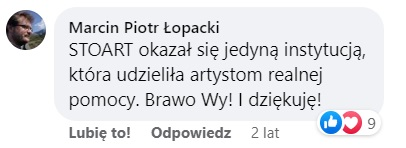 Marcin Piotr Łopacki
STOART okazał się jedyną instytucją,
która udzieliła artystom realnej
pomocy. Brawo Wy! I dziękuję!
Lubię to! Odpowiedz 2 lat 9